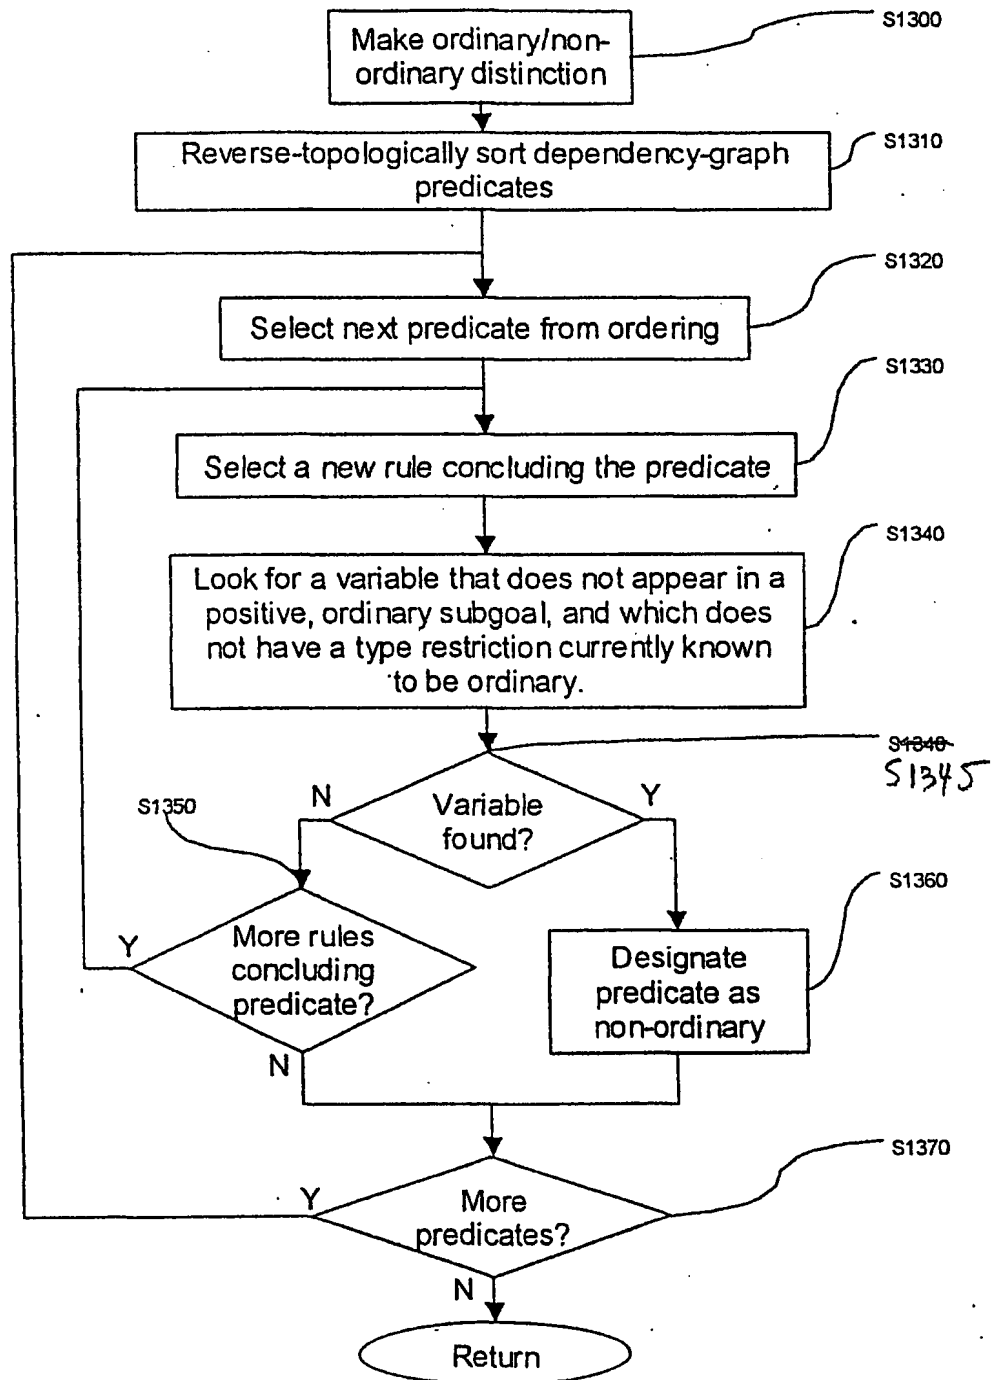 Make ordinary/non-
ordinary distinction
S1300
Reverse-topologically sort dependency-graph
predicates
S1310
S1320
Select next predicate from ordering
S1330
Select a new rule concluding the predicate
S1340
Look for a variable that does not appear in a
positive, ordinary subgoal, and which does
not have a type restriction currently known
to be ordinary.
S1340
S1345
N
Variable
found?
Y
S1350
S1360
Y
More rules
concluding
predicate?
N
Designate
predicate as
non-ordinary
S1370
Y
More
predicates?
N
Return